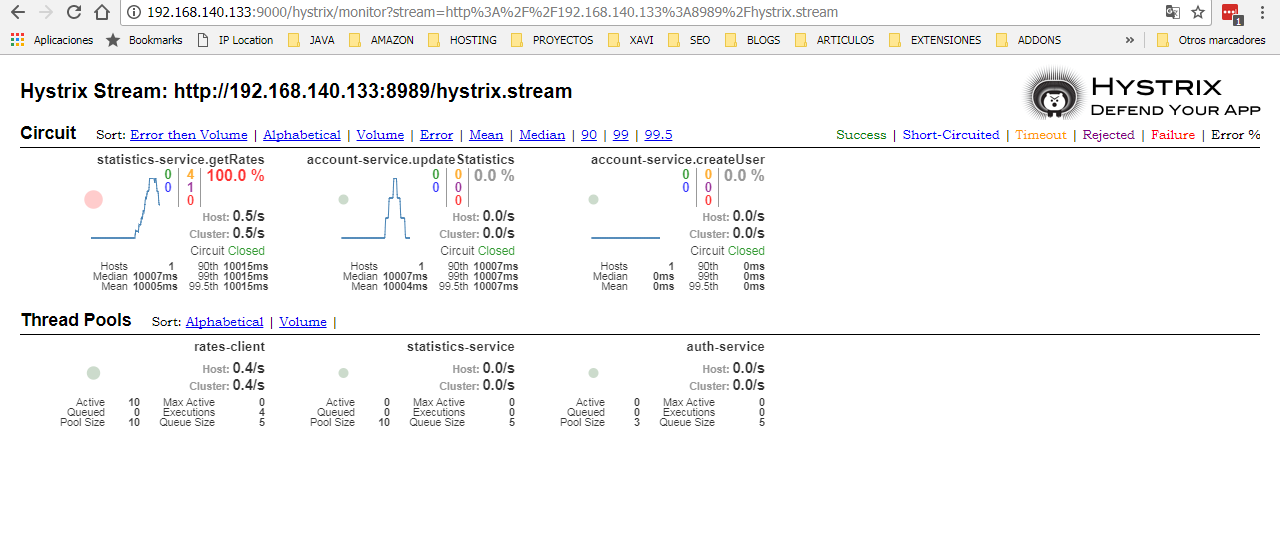 192.168.140.133:9000/hystrix/monitor?stream=http%3A%2F%2F192.168.140.133%3A8989%2Fhystrix.stream
Aplicaciones Bookmarks IP Location JAVA AMAZON HOSTING PROYECTOS XAVI SEO BLOGS ARTICULOS EXTENSIONES ADDONS » Otros marcadores
1
Hystrix Stream: http://192.168.140.133:8989/hystrix.stream
HYSTRIX
DEFEND YOUR APP
Circuit Sort: Error then Volume | Alphabetical | Volume | Error | Mean | Median | 90 | 99 | 99.5
Success | Short-Circuited | Timeout | Rejected | Failure | Error %
statistics-service.getRates
0 4 100.0 %
0 1
0
Host: 0.5/s
Cluster: 0.5/s
Circuit Closed
Hosts 1 90th 10015ms
Median 10007ms 99th 10015ms
Mean 10005ms 99.5th 10015ms
account-service.updateStatistics
0 0 0.0 %
0 0
0
Host: 0.0/s
Cluster: 0.0/s
Circuit Closed
Hosts 1 90th 10007ms
Median 10007ms 99th 10007ms
Mean 10004ms 99.5th 10007ms
account-service.createUser
0 0 0.0 %
0 0
0
Host: 0.0/s
Cluster: 0.0/s
Circuit Closed
Hosts 1 90th 0ms
Median 0ms 99th 0ms
Mean 0ms 99.5th 0ms
Thread Pools Sort: Alphabetical | Volume |
rates-client
Host: 0.4/s
Cluster: 0.4/s
Active 10 Max Active 0
Queued 0 Executions 4
Pool Size 10 Queue Size 5
statistics-service
Host: 0.0/s
Cluster: 0.0/s
Active 0 Max Active 0
Queued 0 Executions 0
Pool Size 10 Queue Size 5
auth-service
Host: 0.0/s
Cluster: 0.0/s
Active 0 Max Active 0
Queued 0 Executions 0
Pool Size 3 Queue Size 5